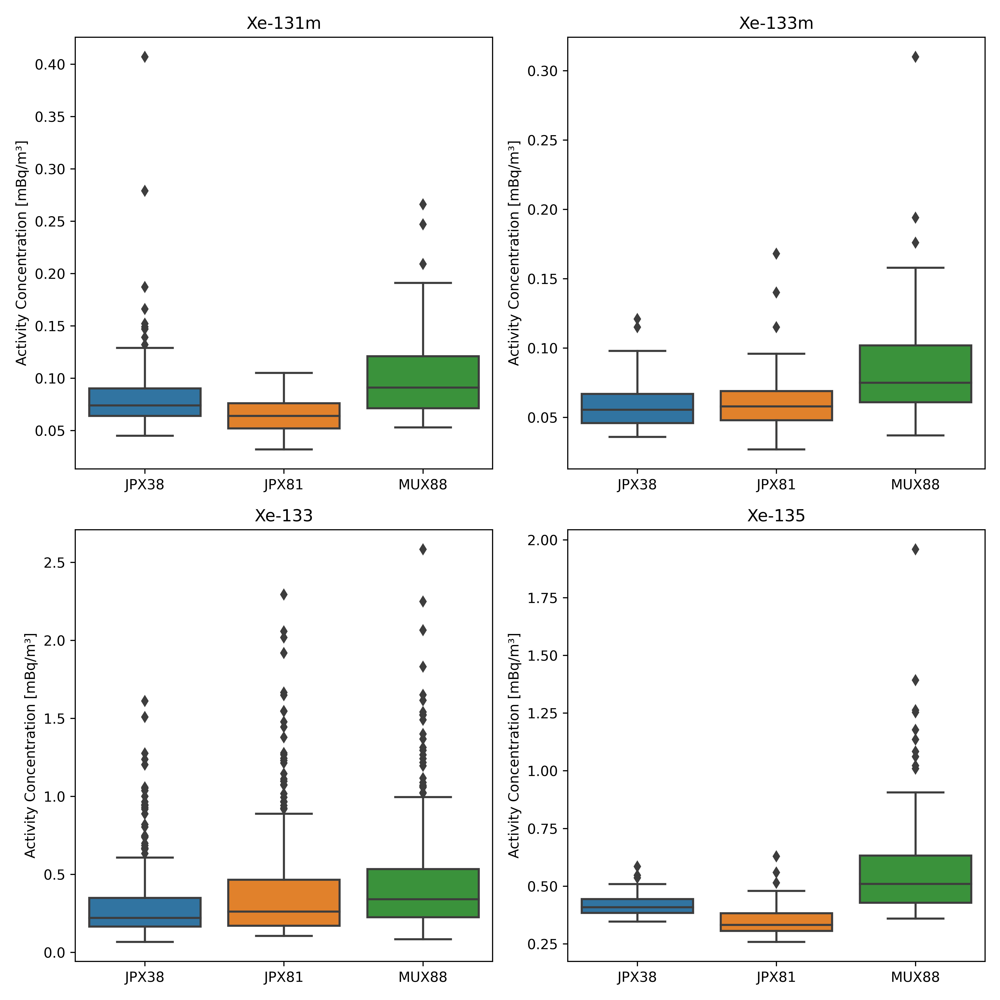 Xe-131m
Activity Concentration [mBq/m³]
0.40
0.35
0.30
0.25
0.20
0.15
0.10
0.05
JPX38 JPX81 MUX88
Xe-133m
Activity Concentration [mBq/m³]
0.30
0.25
0.20
0.15
0.10
0.05
JPX38 JPX81 MUX88
Xe-133
Activity Concentration [mBq/m³]
2.5
2.0
1.5
1.0
0.5
0.0
JPX38 JPX81 MUX88
Xe-135
Activity Concentration [mBq/m³]
2.00
1.75
1.50
1.25
1.00
0.75
0.50
0.25
JPX38 JPX81 MUX88